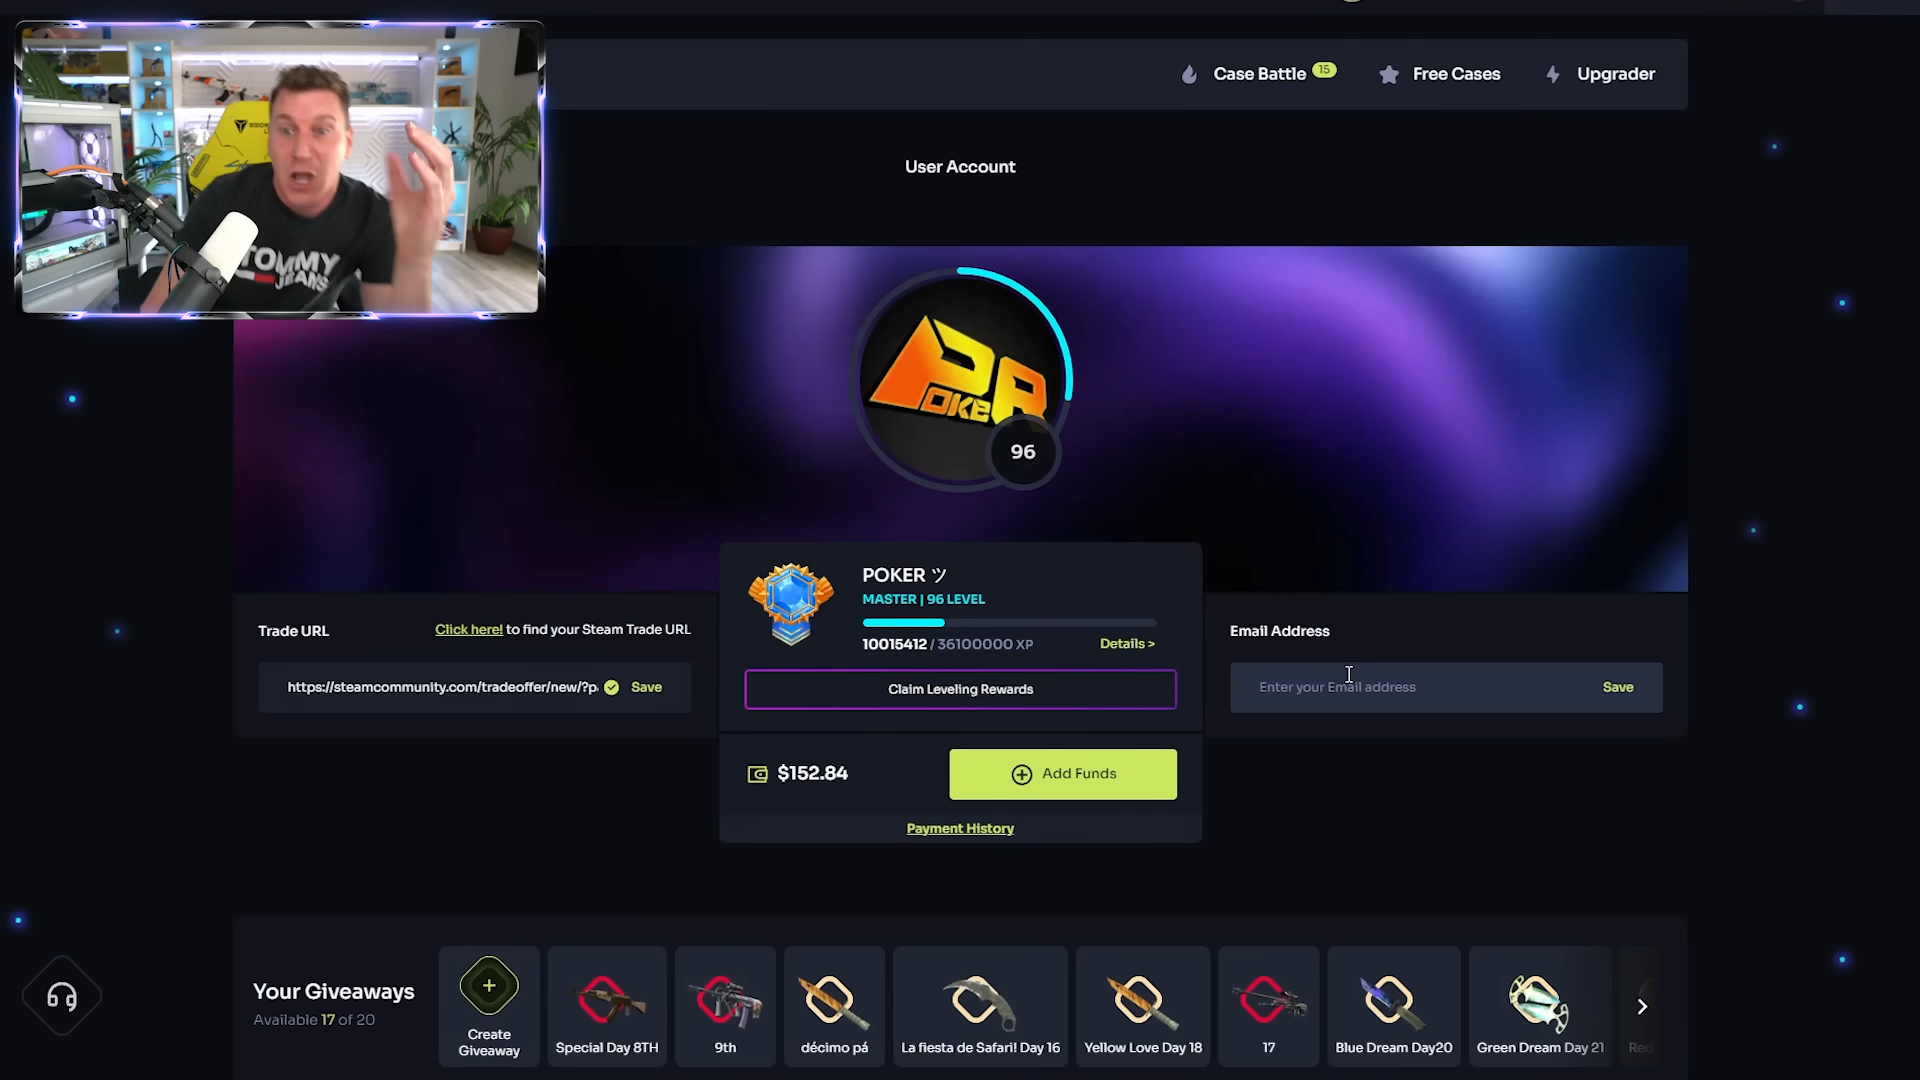 Case Battle 15
Free Cases
Upgrader
TOMMY
JEANS
User Account
POKER
96
POKER ツ
MASTER | 96 LEVEL
10015412 / 36100000 XP
Details >
Claim Leveling Rewards
Trade URL
Click here! to find your Steam Trade URL
https://steamcommunity.com/tradeoffer/new/?p
Save
Email Address
Enter your Email address
Save
$152.84
Add Funds
Payment History
Your Giveaways
Available 17 of 20
Create
Giveaway
Special Day 8TH
9th
décimo pá
La fiesta de Safari! Day 16
Yellow Love Day 18
17
Blue Dream Day20
Green Dream Day 21